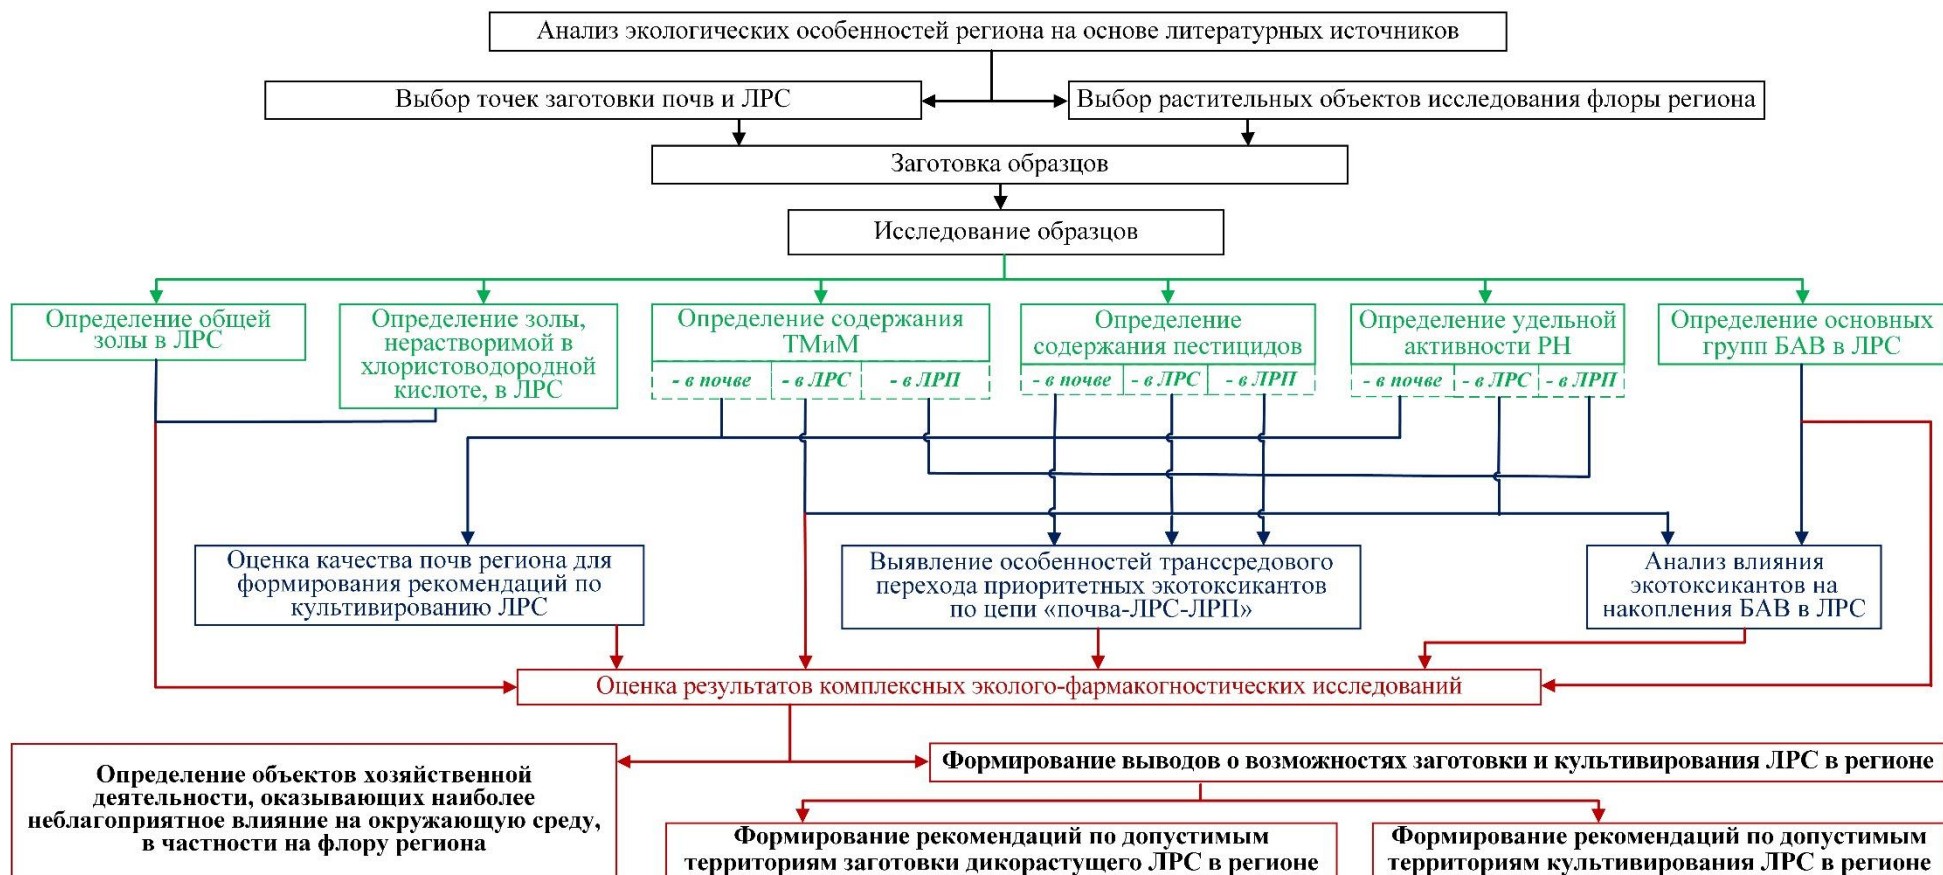 Анализ экологических особенностей региона на основе литературных источников
Выбор точек заготовки почв и ЛРС
Выбор растительных объектов исследования флоры региона
Заготовка образцов
Исследование образцов
Определение общей
золы в ЛРС
Определение золы,
нерастворимой в
хлористоводородной
кислоте, в ЛРС
Определение содержания
ТМиМ
- в почве
- в ЛРС
- в ЛРП
Определение
содержания пестицидов
- в почве
- в ЛРС
- в ЛРП
Определение удельной
активности РН
- в почве
- в ЛРС
- в ЛРП
Определение основных
групп БАВ в ЛРС
Оценка качества почв региона для
формирования рекомендаций по
культивированию ЛРС
Выявление особенностей транссредового
перехода приоритетных экотоксикантов
по цепи «почва-ЛРС-ЛРП»
Анализ влияния
экотоксикантов на
накопления БАВ в ЛРС
Оценка результатов комплексных эколого-фармакогностических исследований
Определение объектов хозяйственной
деятельности, оказывающих наиболее
неблагоприятное влияние на окружающую среду,
в частности на флору региона
Формирование выводов о возможностях заготовки и культивирования ЛРС в регионе
Формирование рекомендаций по допустимым
территориям заготовки дикорастущего ЛРС в регионе
Формирование рекомендаций по допустимым
территориям культивирования ЛРС в регионе